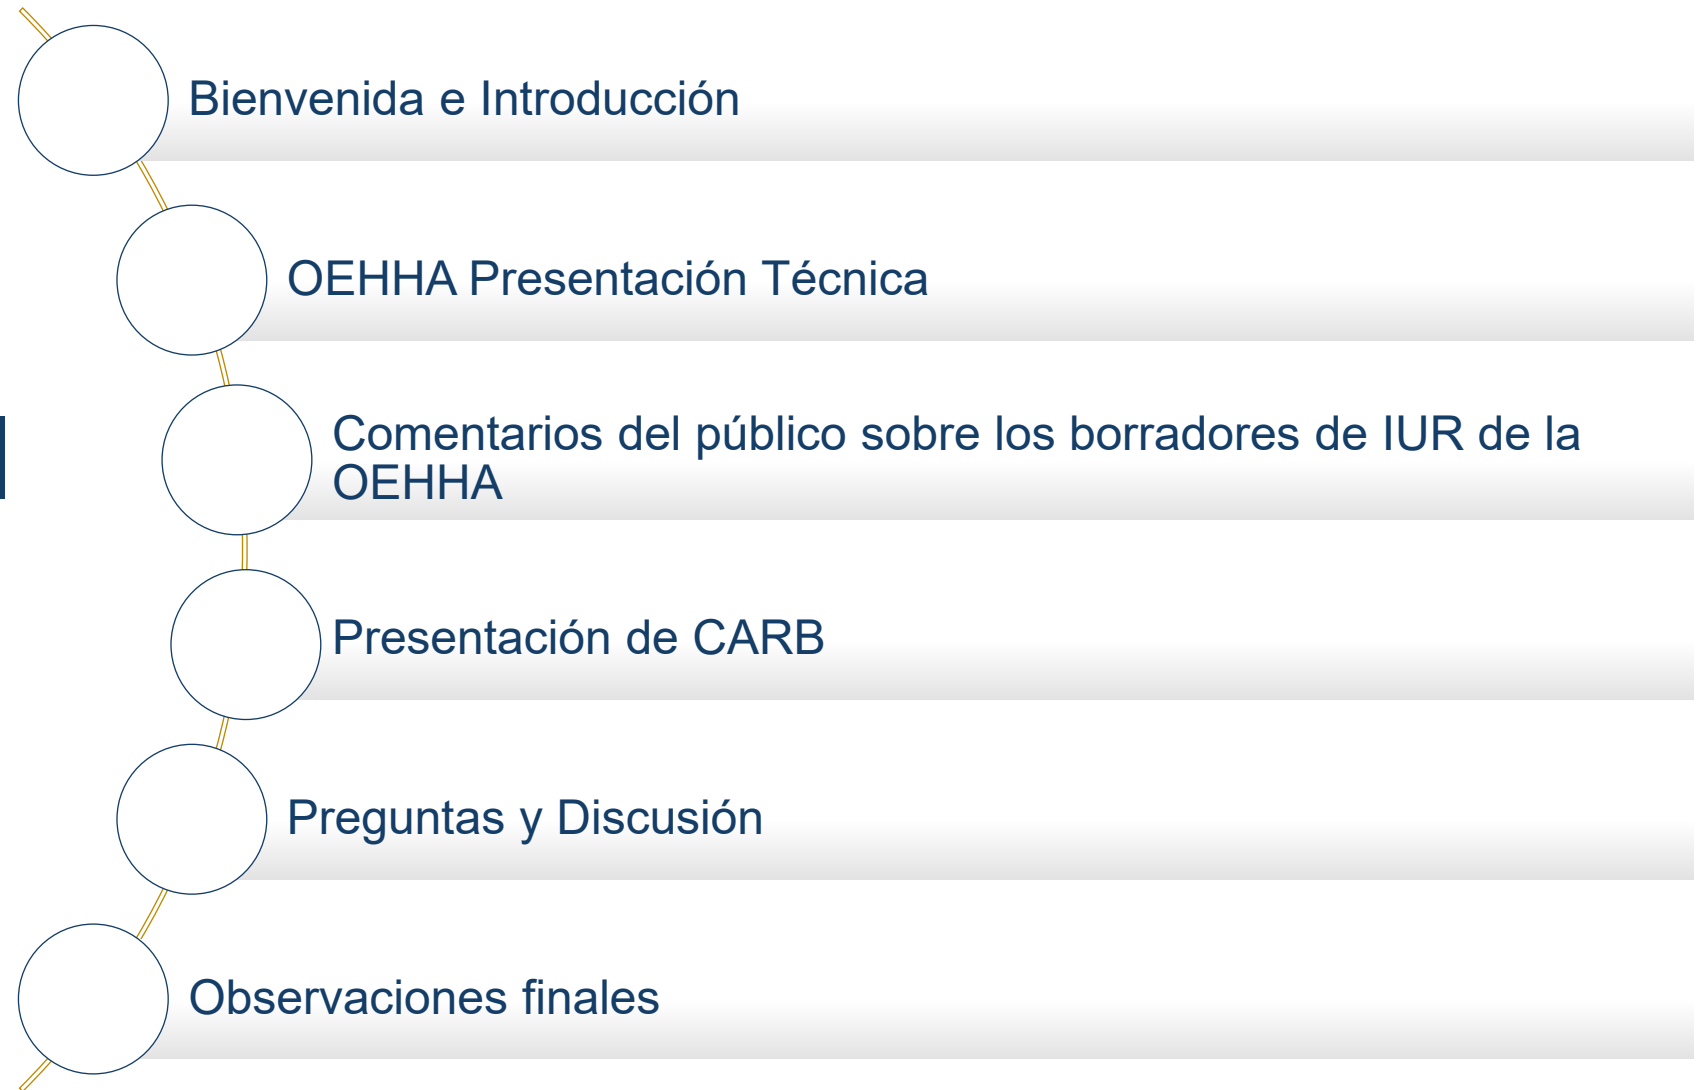 Bienvenida e Introducción
OEHHA Presentación Técnica
Comentarios del público sobre los borradores de IUR de la
OEHHA
Presentación de CARB
Preguntas y Discusión
Observaciones finales